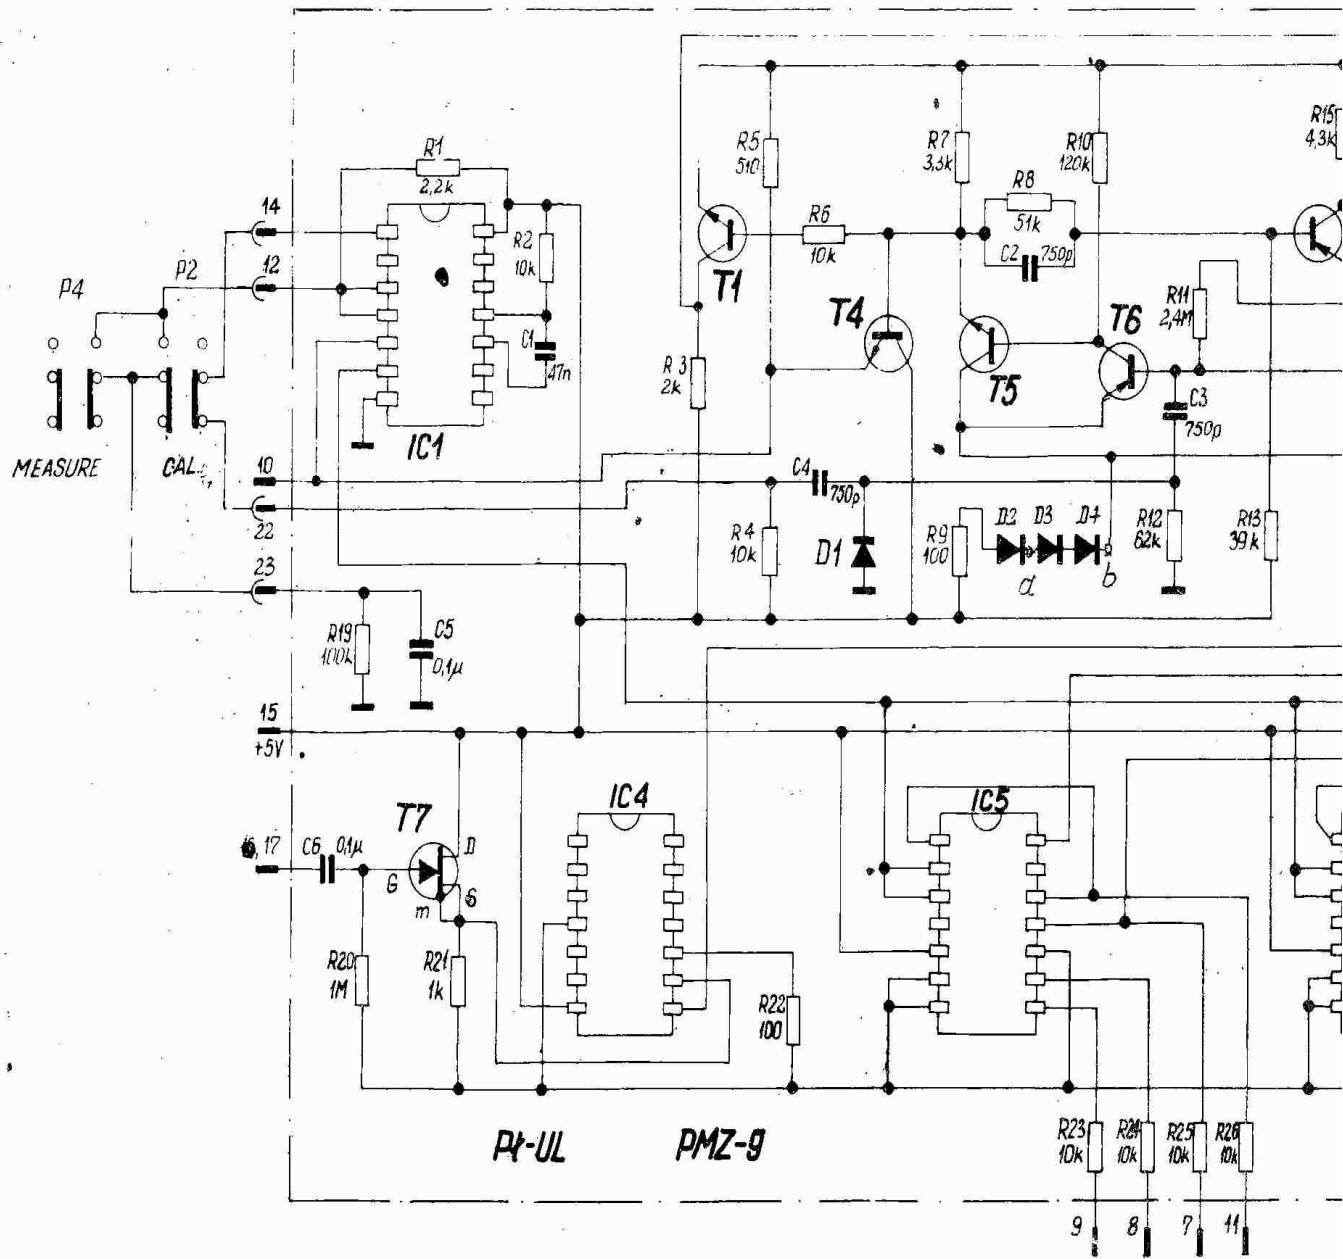 R1
2,2k
R5
510
R7
3,3k
R10
120k
R15
4,3k
R8
51k
14
R2
10k
R6
10k
C2 750p
12
P2
P4
T1
R11
2,4M
C1
47n
T4
T6
R3
2k
T5
C3
750p
IC1
MEASURE
CAL.
10
22
C4
750p
R4
10k
D1
R9
100
D2 D3 D4
a
b
R12
62k
R13
39k
23
R19
100k
C5
0,1µ
15
+5V
IC4
IC5
T7
17
C6 0,1µ
D
G
S
m
R20
1M
R21
1k
R22
100
PMZ-9
R23
10k
R24
10k
R25
10k
R26
10k
9
8
7
11